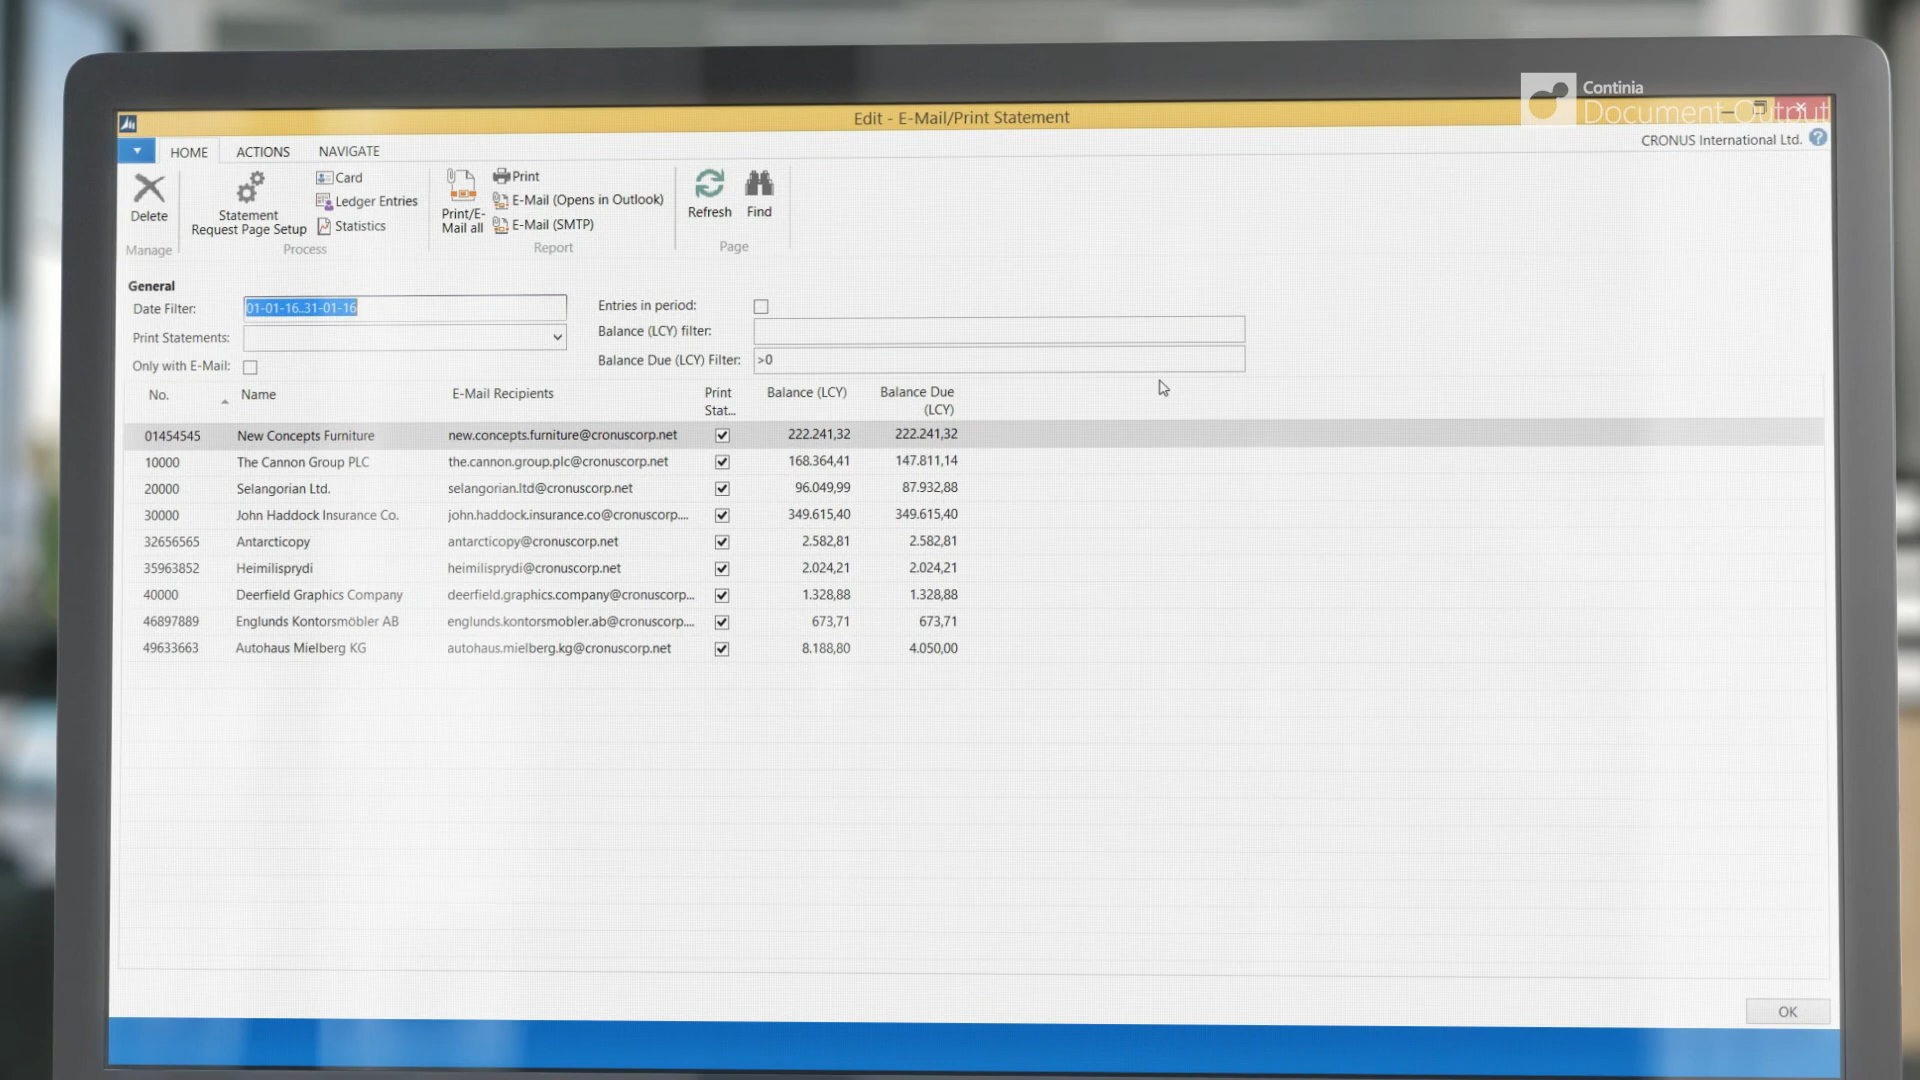 Continia
Document Output
Edit - E-Mail/Print Statement
CRONUS International Ltd.
HOME ACTIONS NAVIGATE
Delete
Manage
Statement
Request Page Setup
Card
Ledger Entries
Statistics
Process
Print/E-
Mail all
Print
E-Mail (Opens in Outlook)
E-Mail (SMTP)
Report
Refresh
Find
Page
General
Date Filter: 01-01-16..31-01-16
Print Statements:
Only with E-Mail:
Entries in period:
Balance (LCY) filter:
Balance Due (LCY) Filter: >0
No. Name E-Mail Recipients Print Stat... Balance (LCY) Balance Due (LCY)
01454545 New Concepts Furniture new.concepts.furniture@cronuscorp.net 222.241,32 222.241,32
10000 The Cannon Group PLC the.cannon.group.plc@cronuscorp.net 168.364,41 147.811,14
20000 Selangorian Ltd. selangorian.ltd@cronuscorp.net 96.049,99 87.932,88
30000 John Haddock Insurance Co. john.haddock.insurance.co@cronuscorp.... 349.615,40 349.615,40
32656565 Antarcticopy antarcticopy@cronuscorp.net 2.582,81 2.582,81
35963852 Heimilisprydi heimilisprydi@cronuscorp.net 2.024,21 2.024,21
40000 Deerfield Graphics Company deerfield.graphics.company@cronuscorp... 1.328,88 1.328,88
46897889 Englunds Kontorsmöbler AB englunds.kontorsmobler.ab@cronuscorp.... 673,71 673,71
49633663 Autohaus Mielberg KG autohaus.mielberg.kg@cronuscorp.net 8.188,80 4.050,00
OK